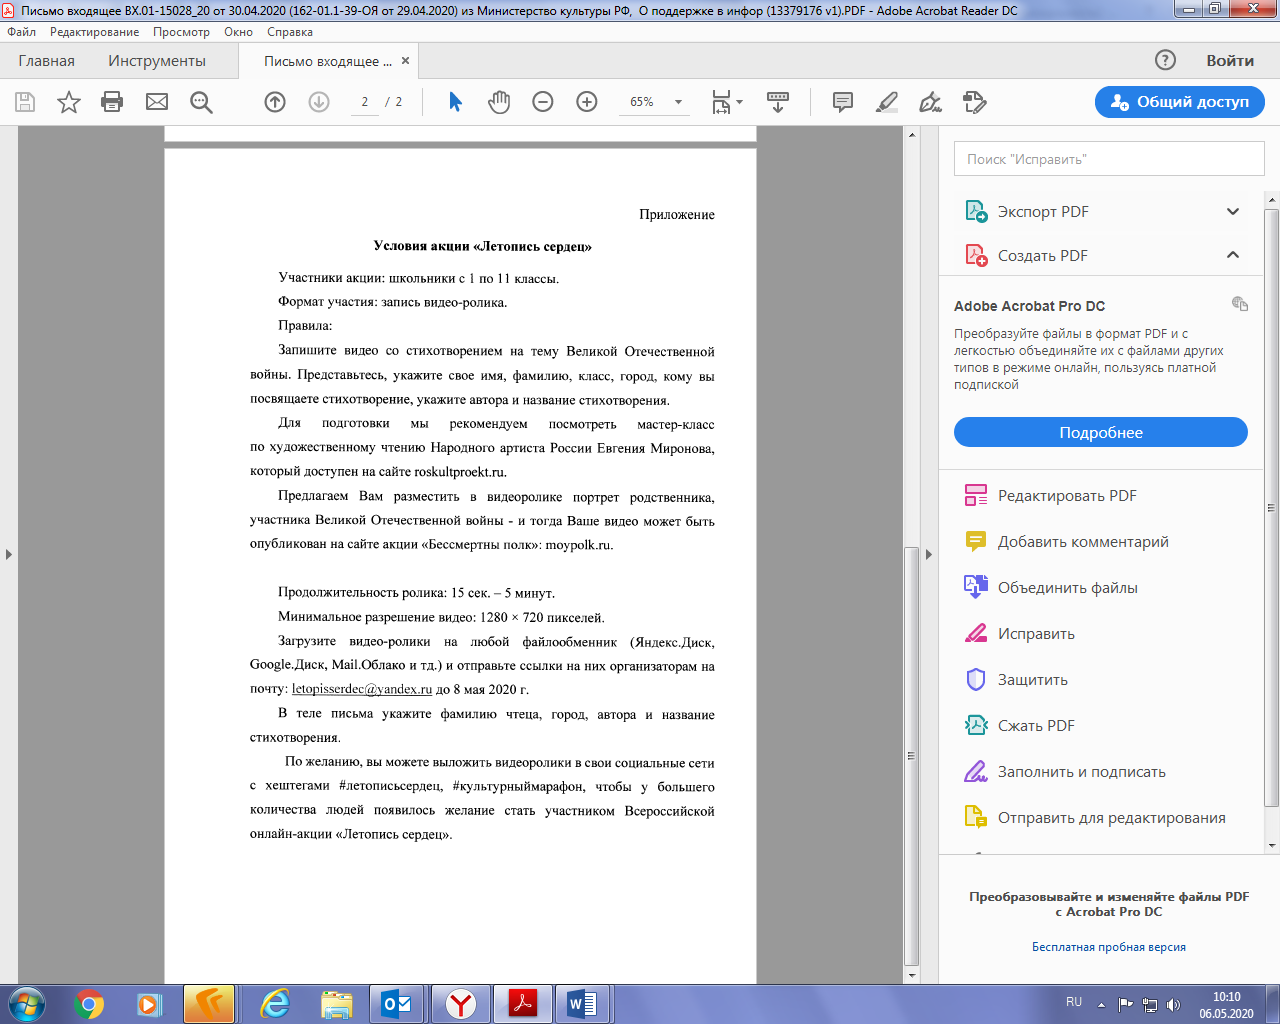 Письмо входящее ВХ.01-15028_20 от 30.04.2020 (162-01.1-39-ОЯ от 29.04.2020) из Министерство культуры РФ,  О поддержке в инфор (13379176 v1).PDF - Adobe Acrobat Reader DC
Файл Редактирование Просмотр Окно Справка
Главная Инструменты Письмо входящее ... × Войти
2 / 2 65% Общий доступ
Приложение
Условия акции «Летопись сердец»
Участники акции: школьники с 1 по 11 классы.
Формат участия: запись видео-ролика.
Правила:
Запишите видео со стихотворением на тему Великой Отечественной
войны. Представьтесь, укажите свое имя, фамилию, класс, город, кому вы
посвящаете стихотворение, укажите автора и название стихотворения.
Для подготовки мы рекомендуем посмотреть мастер-класс
по художественному чтению Народного артиста России Евгения Миронова,
который доступен на сайте roskultproekt.ru.
Предлагаем Вам разместить в видеоролике портрет родственника,
участника Великой Отечественной войны - и тогда Ваше видео может быть
опубликован на сайте акции «Бессмертны полк»: moypolk.ru.
Продолжительность ролика: 15 сек. – 5 минут.
Минимальное разрешение видео: 1280 × 720 пикселей.
Загрузите видео-ролики на любой файлообменник (Яндекс.Диск,
Google.Диск, Mail.Облако и тд.) и отправьте ссылки на них организаторам на
почту: letopisserdec@yandex.ru до 8 мая 2020 г.
В теле письма укажите фамилию чтеца, город, автора и название
стихотворения.
По желанию, вы можете выложить видеоролики в свои социальные сети
с хештегами #летописьсердец, #культурныймарафон, чтобы у большего
количества людей появилось желание стать участником Всероссийской
онлайн-акции «Летопись сердец».
Поиск "Исправить"
Экспорт PDF
Создать PDF
Adobe Acrobat Pro DC
Преобразуйте файлы в формат PDF и с
легкостью объединяйте их с файлами других
типов в режиме онлайн, пользуясь платной
подпиской
Подробнее
Редактировать PDF
Добавить комментарий
Объединить файлы
Исправить
Защитить
Сжать PDF
Заполнить и подписать
Отправить для редактирования
Преобразовывайте и изменяйте файлы PDF
с Acrobat Pro DC
Бесплатная пробная версия
RU 10:10
06.05.2020